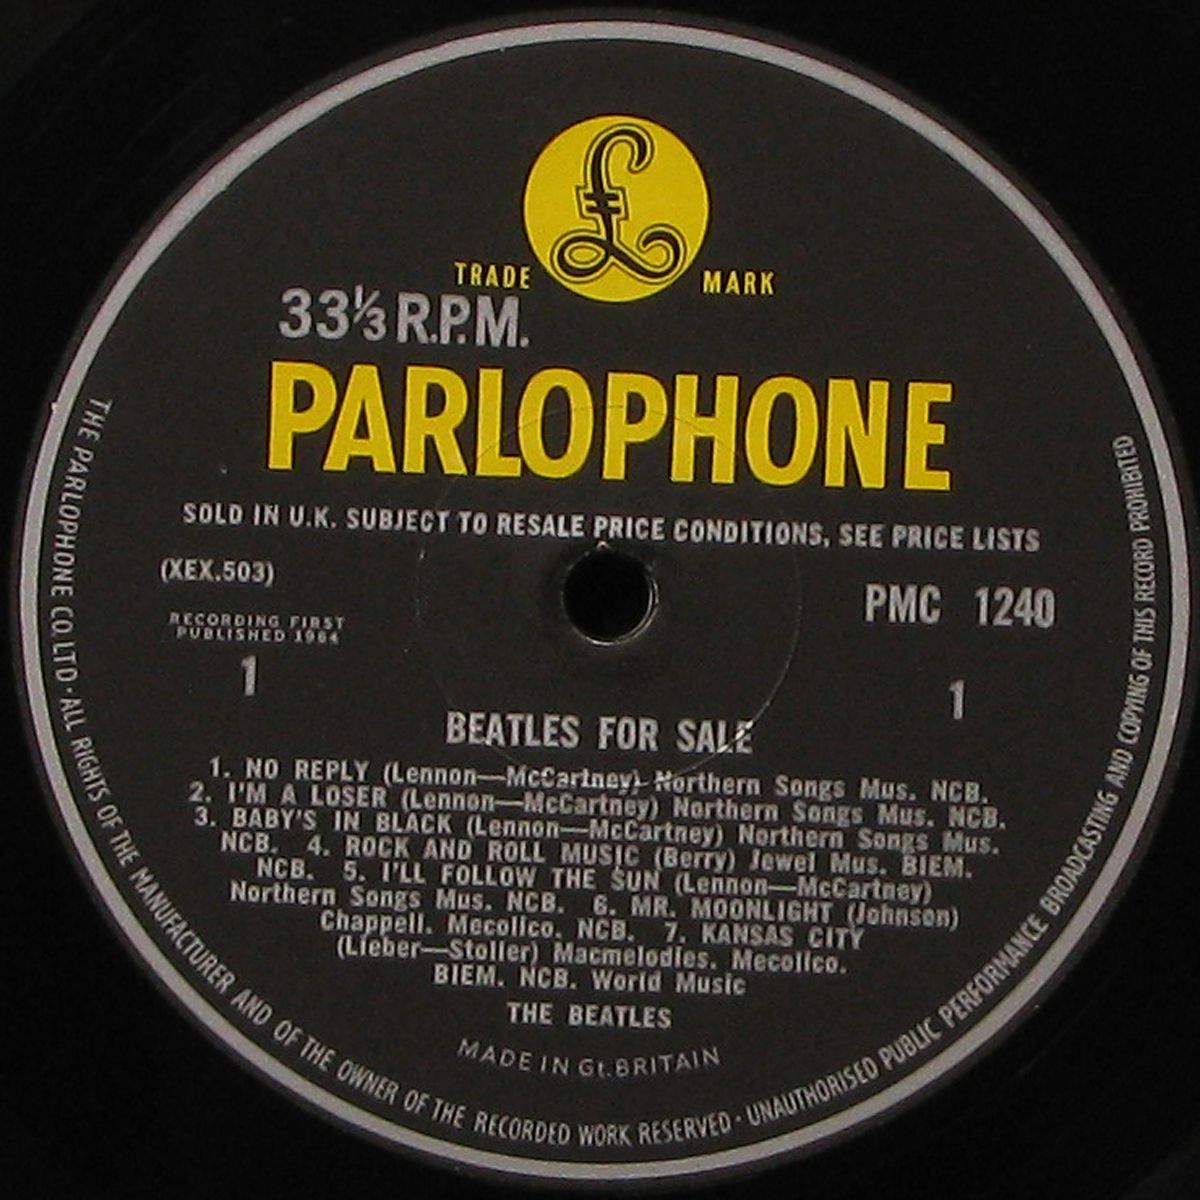 £
TRADE MARK
33⅓ R.P.M.
PARLOPHONE
SOLD IN U.K. SUBJECT TO RESALE PRICE CONDITIONS, SEE PRICE LISTS
(XEX.503)
PMC 1240
RECORDING FIRST
PUBLISHED 1964
1
1
BEATLES FOR SALE
1. NO REPLY (Lennon—McCartney) Northern Songs Mus. NCB.
2. I'M A LOSER (Lennon—McCartney) Northern Songs Mus. NCB.
3. BABY'S IN BLACK (Lennon—McCartney) Northern Songs Mus.
NCB. 4. ROCK AND ROLL MUSIC (Berry) Jewel Mus. BIEM.
NCB. 5. I'LL FOLLOW THE SUN (Lennon—McCartney)
Northern Songs Mus. NCB. 6. MR. MOONLIGHT (Johnson)
Chappell. Mecolico. NCB. 7. KANSAS CITY
(Lieber—Stoller) Macmelodies. Mecolico.
BIEM. NCB. World Music
THE BEATLES
MADE IN Gt. BRITAIN
THE PARLOPHONE CO. LTD · ALL RIGHTS OF THE MANUFACTURER AND OF THE OWNER OF THE RECORDED WORK RESERVED · UNAUTHORISED PUBLIC PERFORMANCE BROADCASTING AND COPYING OF THIS RECORD PROHIBITED